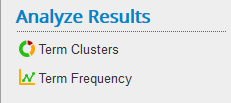 Analyze Results
Term Clusters
Term Frequency